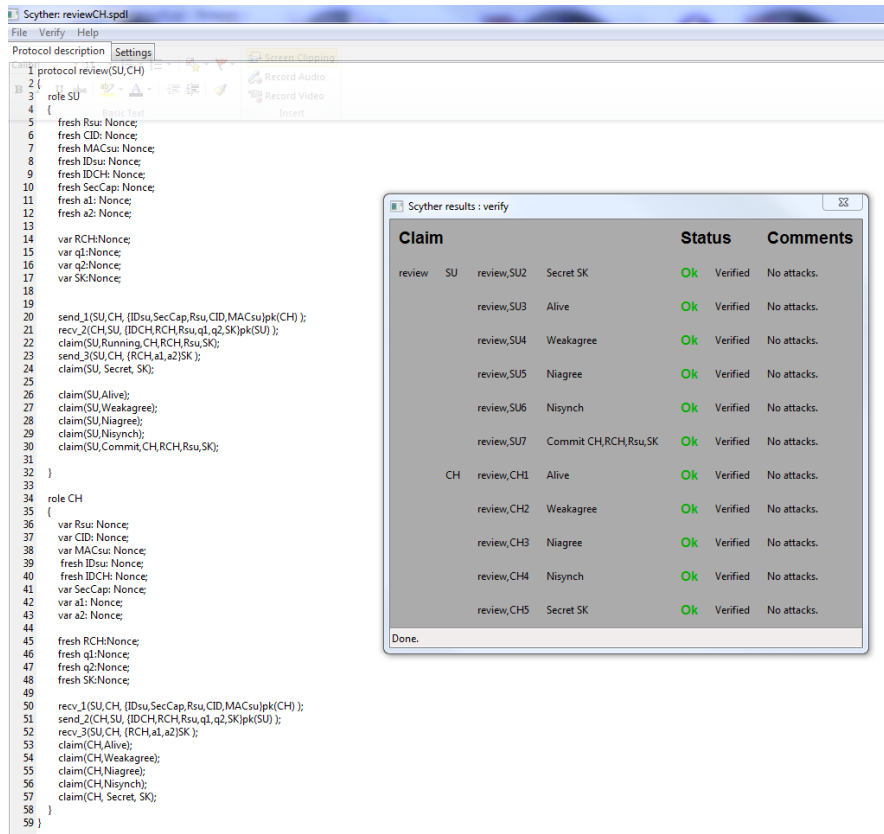 Scyther: reviewCH.spdl
File Verify Help
Protocol description Settings
Screen Clipping
Record Audio
Record Video
Basic Text
Insert
1 protocol review(SU,CH)
2 {
3 role SU
4 {
5 fresh Rsu: Nonce;
6 fresh CID: Nonce;
7 fresh MACsu: Nonce;
8 fresh IDsu: Nonce;
9 fresh IDCH: Nonce;
10 fresh SecCap: Nonce;
11 fresh a1: Nonce;
12 fresh a2: Nonce;
13
14 var RCH:Nonce;
15 var q1:Nonce;
16 var q2:Nonce;
17 var SK:Nonce;
18
19
20 send_1(SU,CH, {IDsu,SecCap,Rsu,CID,MACsu}pk(CH) );
21 recv_2(CH,SU, {IDCH,RCH,Rsu,q1,q2,SK}pk(SU) );
22 claim(SU,Running,CH,RCH,Rsu,SK);
23 send_3(SU,CH, {RCH,a1,a2}SK );
24 claim(SU, Secret, SK);
25
26 claim(SU,Alive);
27 claim(SU,Weakagree);
28 claim(SU,Niagree);
29 claim(SU,Nisynch);
30 claim(SU,Commit,CH,RCH,Rsu,SK);
31
32 }
33
34 role CH
35 {
36 var Rsu: Nonce;
37 var CID: Nonce;
38 var MACsu: Nonce;
39 fresh IDsu: Nonce;
40 fresh IDCH: Nonce;
41 var SecCap: Nonce;
42 var a1: Nonce;
43 var a2: Nonce;
44
45 fresh RCH:Nonce;
46 fresh q1:Nonce;
47 fresh q2:Nonce;
48 fresh SK:Nonce;
49
50 recv_1(SU,CH, {IDsu,SecCap,Rsu,CID,MACsu}pk(CH) );
51 send_2(CH,SU, {IDCH,RCH,Rsu,q1,q2,SK}pk(SU) );
52 recv_3(SU,CH, {RCH,a1,a2}SK );
53 claim(CH,Alive);
54 claim(CH,Weakagree);
55 claim(CH,Niagree);
56 claim(CH,Nisynch);
57 claim(CH, Secret, SK);
58 }
59 }
Scyther results : verify
Claim Status Comments
review SU review,SU2 Secret SK Ok Verified No attacks.
review,SU3 Alive Ok Verified No attacks.
review,SU4 Weakagree Ok Verified No attacks.
review,SU5 Niagree Ok Verified No attacks.
review,SU6 Nisynch Ok Verified No attacks.
review,SU7 Commit CH,RCH,Rsu,SK Ok Verified No attacks.
CH review,CH1 Alive Ok Verified No attacks.
review,CH2 Weakagree Ok Verified No attacks.
review,CH3 Niagree Ok Verified No attacks.
review,CH4 Nisynch Ok Verified No attacks.
review,CH5 Secret SK Ok Verified No attacks.
Done.